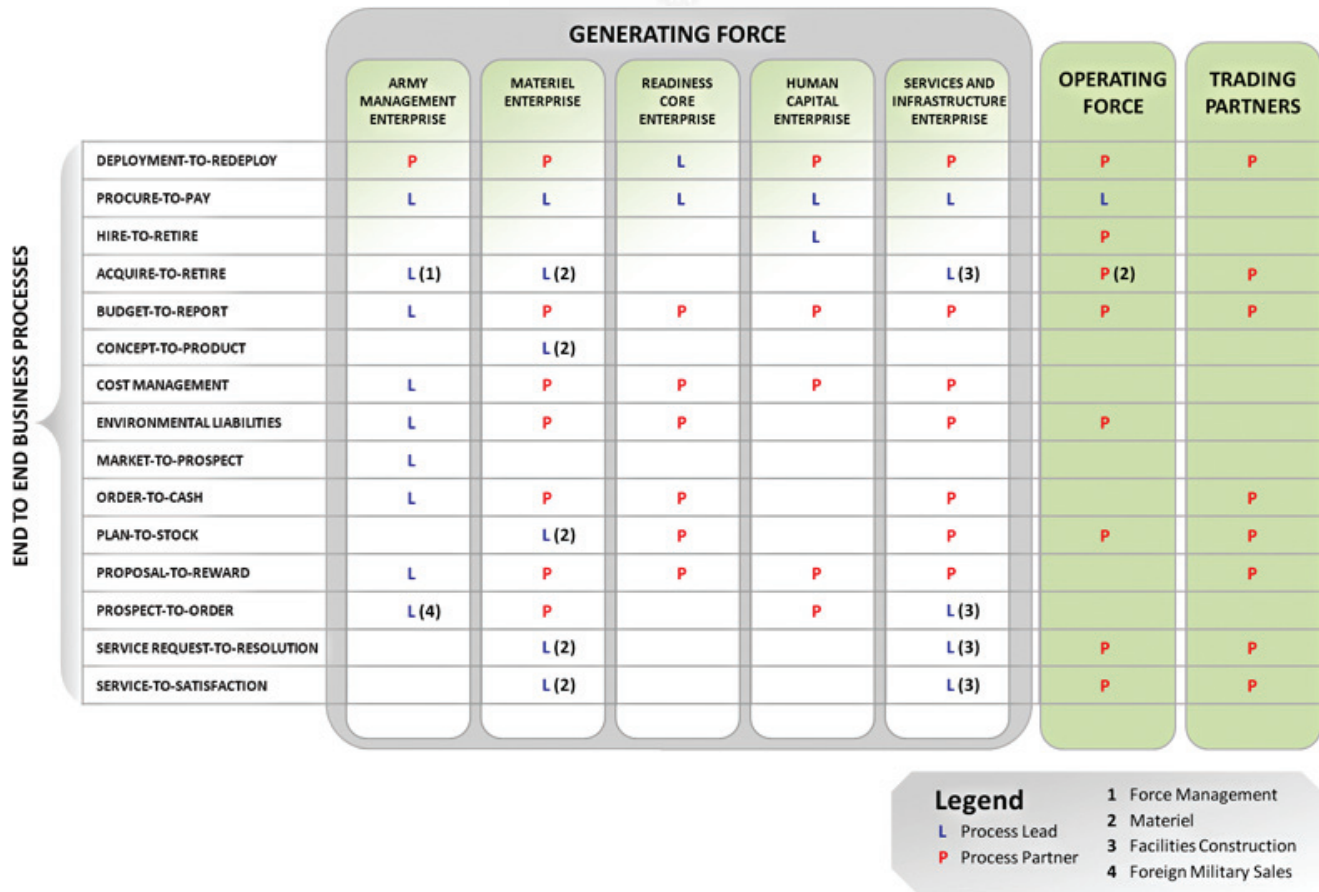 GENERATING FORCE
ARMY MANAGEMENT ENTERPRISE
MATERIEL ENTERPRISE
READINESS CORE ENTERPRISE
HUMAN CAPITAL ENTERPRISE
SERVICES AND INFRASTRUCTURE ENTERPRISE
OPERATING FORCE
TRADING PARTNERS
END TO END BUSINESS PROCESSES
DEPLOYMENT-TO-REDEPLOY P P L P P P P
PROCURE-TO-PAY L L L L L L
HIRE-TO-RETIRE L P
ACQUIRE-TO-RETIRE L (1) L (2) L (3) P (2) P
BUDGET-TO-REPORT L P P P P P P
CONCEPT-TO-PRODUCT L (2)
COST MANAGEMENT L P P P P
ENVIRONMENTAL LIABILITIES L P P P P
MARKET-TO-PROSPECT L
ORDER-TO-CASH L P P P P
PLAN-TO-STOCK L (2) P P P P
PROPOSAL-TO-REWARD L P P P P P
PROSPECT-TO-ORDER L (4) P P L (3)
SERVICE REQUEST-TO-RESOLUTION L (2) L (3) P P
SERVICE-TO-SATISFACTION L (2) L (3) P P
Legend
L Process Lead
P Process Partner
1 Force Management
2 Materiel
3 Facilities Construction
4 Foreign Military Sales